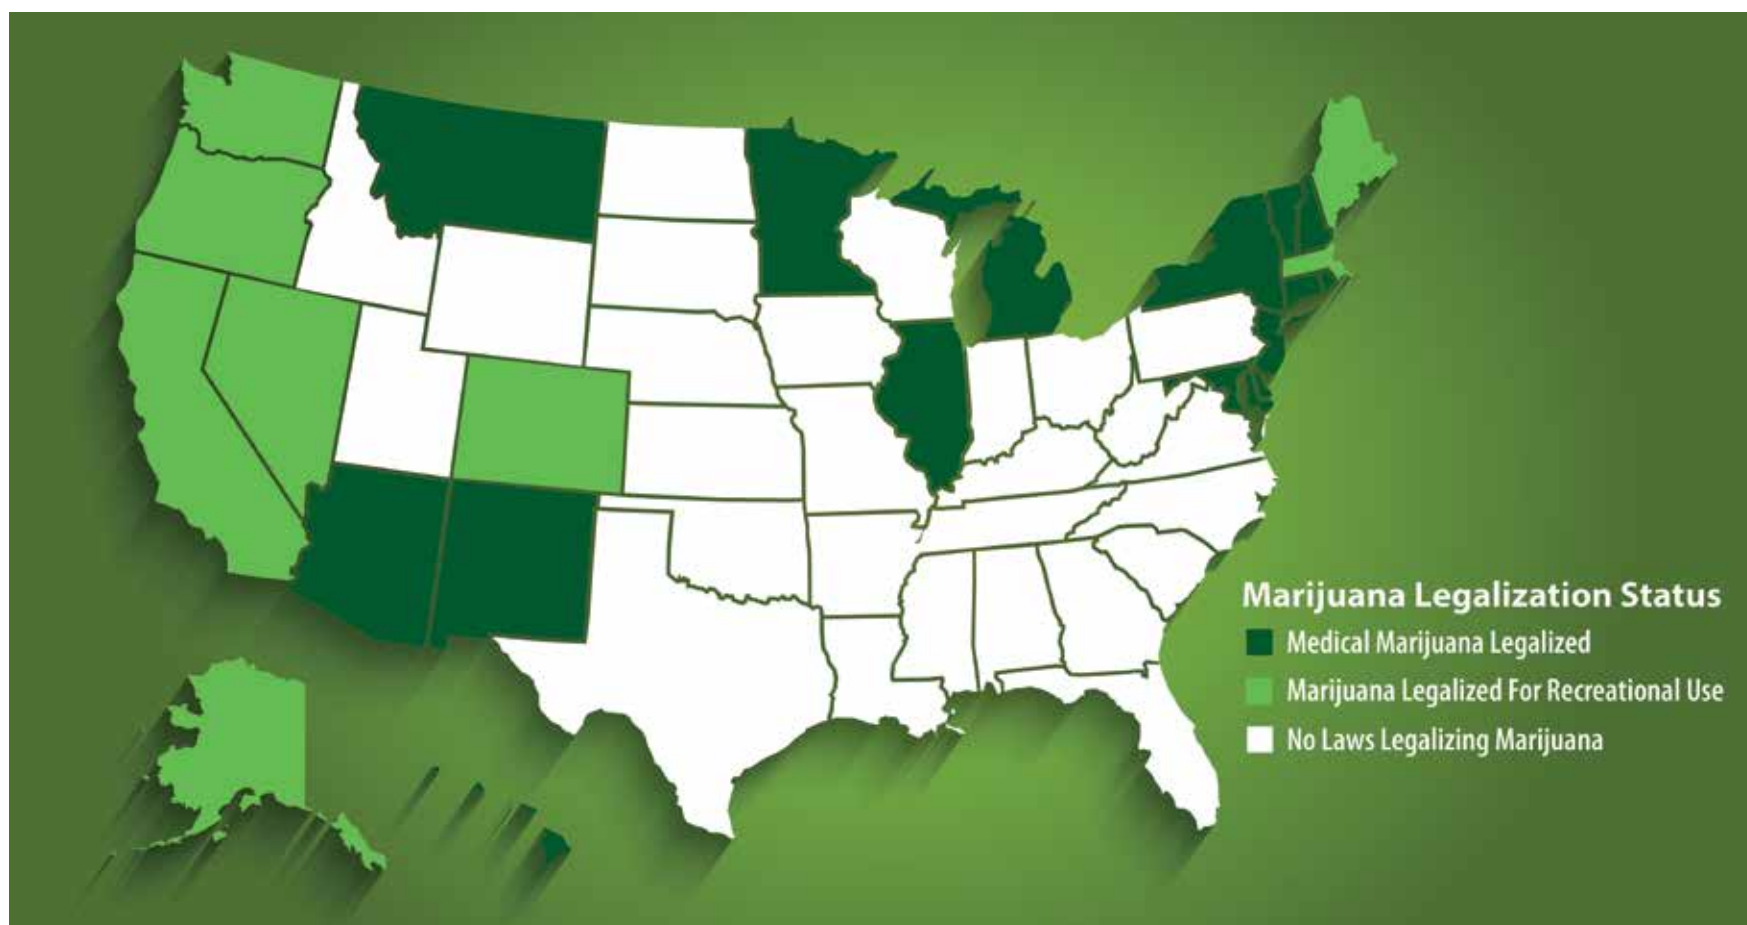 Marijuana Legalization Status
Medical Marijuana Legalized
Marijuana Legalized For Recreational Use
No Laws Legalizing Marijuana